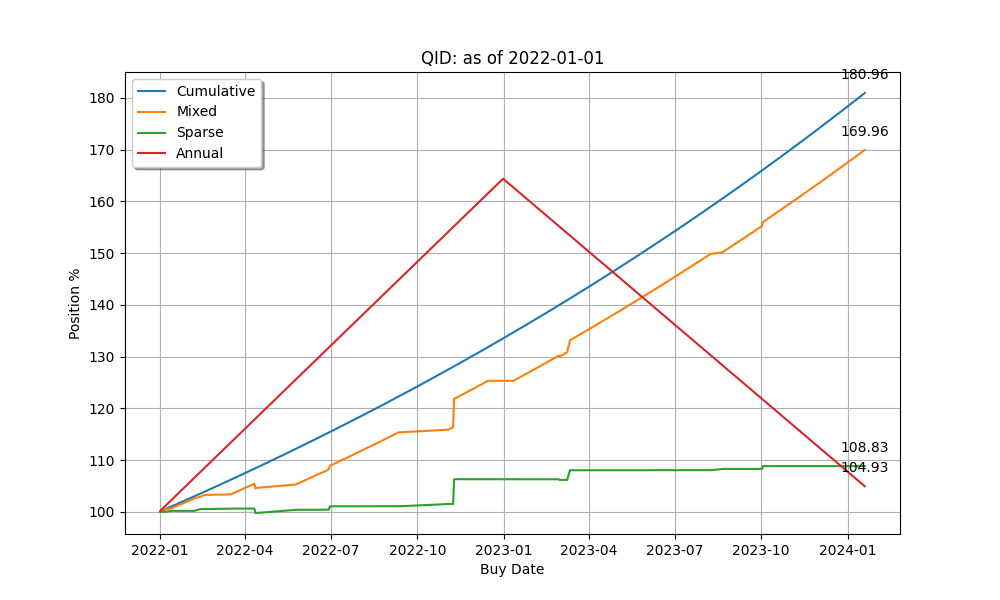 QID: as of 2022-01-01
180.96
Cumulative
Mixed
Sparse
Annual
169.96
108.83
104.93
180
170
160
150
140
130
120
110
100
Position %
2022-01 2022-04 2022-07 2022-10 2023-01 2023-04 2023-07 2023-10 2024-01
Buy Date